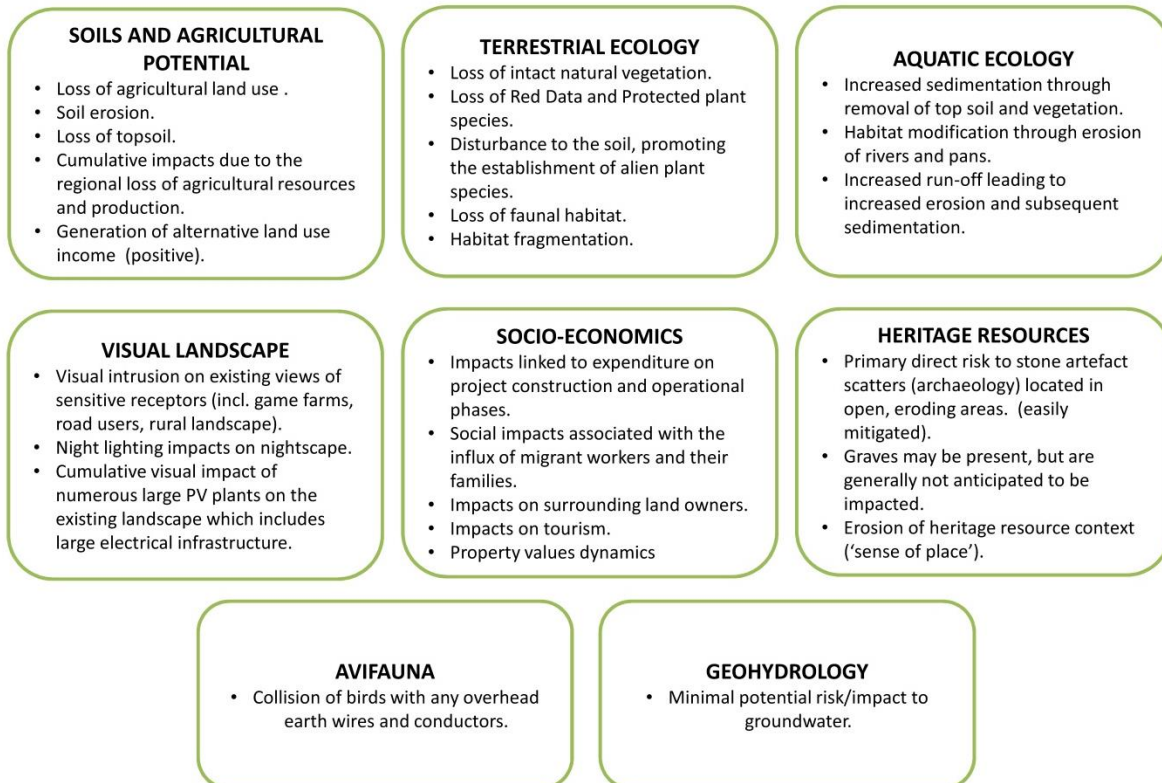 SOILS AND AGRICULTURAL
POTENTIAL
• Loss of agricultural land use .
• Soil erosion.
• Loss of topsoil.
• Cumulative impacts due to the
regional loss of agricultural resources
and production.
• Generation of alternative land use
income (positive).
TERRESTRIAL ECOLOGY
• Loss of intact natural vegetation.
• Loss of Red Data and Protected plant
species.
• Disturbance to the soil, promoting
the establishment of alien plant
species.
• Loss of faunal habitat.
• Habitat fragmentation.
AQUATIC ECOLOGY
• Increased sedimentation through
removal of top soil and vegetation.
• Habitat modification through erosion
of rivers and pans.
• Increased run-off leading to
increased erosion and subsequent
sedimentation.
VISUAL LANDSCAPE
• Visual intrusion on existing views of
sensitive receptors (incl. game farms,
road users, rural landscape).
• Night lighting impacts on nightscape.
• Cumulative visual impact of
numerous large PV plants on the
existing landscape which includes
large electrical infrastructure.
SOCIO-ECONOMICS
• Impacts linked to expenditure on
project construction and operational
phases.
• Social impacts associated with the
influx of migrant workers and their
families.
• Impacts on surrounding land owners.
• Impacts on tourism.
• Property values dynamics
HERITAGE RESOURCES
• Primary direct risk to stone artefact
scatters (archaeology) located in
open, eroding areas. (easily
mitigated).
• Graves may be present, but are
generally not anticipated to be
impacted.
• Erosion of heritage resource context
(‘sense of place’).
AVIFAUNA
• Collision of birds with any overhead
earth wires and conductors.
GEOHYDROLOGY
• Minimal potential risk/impact to
groundwater.